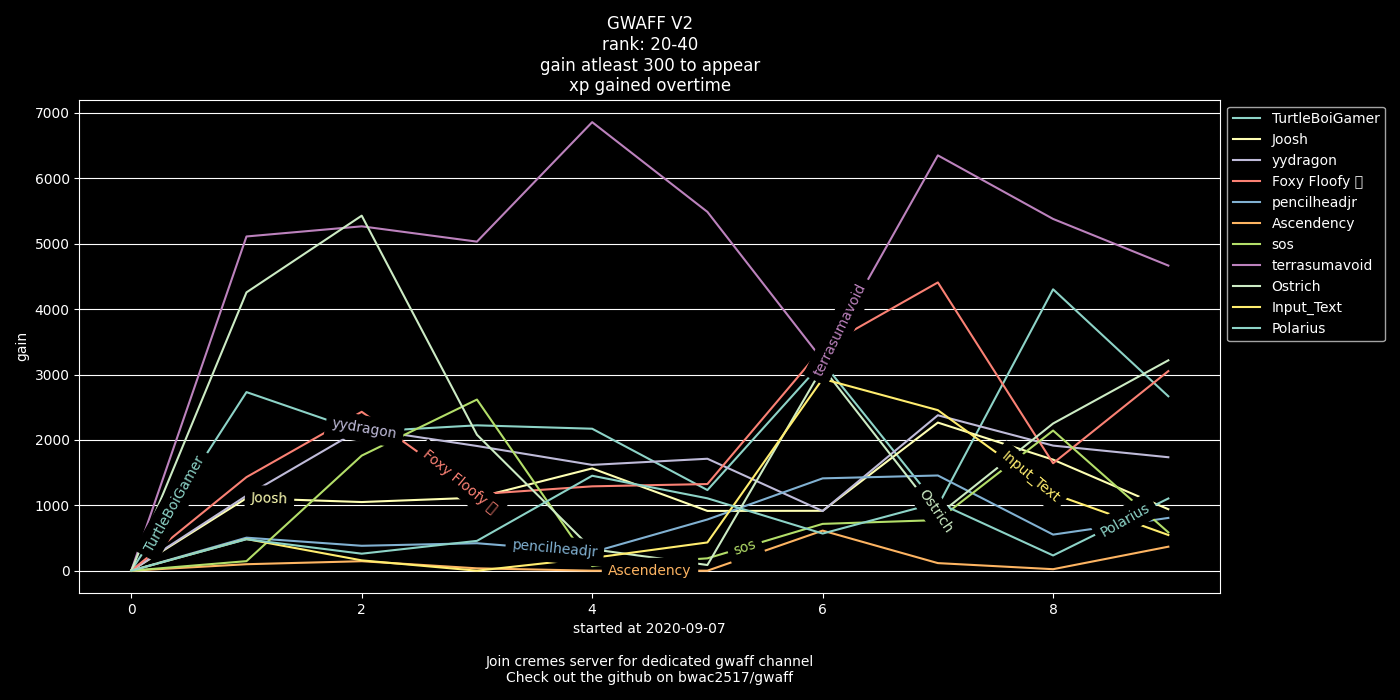 GWAFF V2
rank: 20-40
gain atleast 300 to appear
xp gained overtime
7000
6000
5000
4000
3000
2000
1000
0
gain
0
2
4
6
8
started at 2020-09-07
Join cremes server for dedicated gwaff channel
Check out the github on bwac2517/gwaff
TurtleBoiGamer
Joosh
yydragon
Foxy Floofy
pencilheadjr
Ascendency
sos
terrasumavoid
Ostrich
Input_Text
Polarius
TurtleBoiGamer
Joosh
yydragon
Foxy Floofy
pencilheadjr
Ascendency
sos
terrasumavoid
Ostrich
Input_Text
Polarius